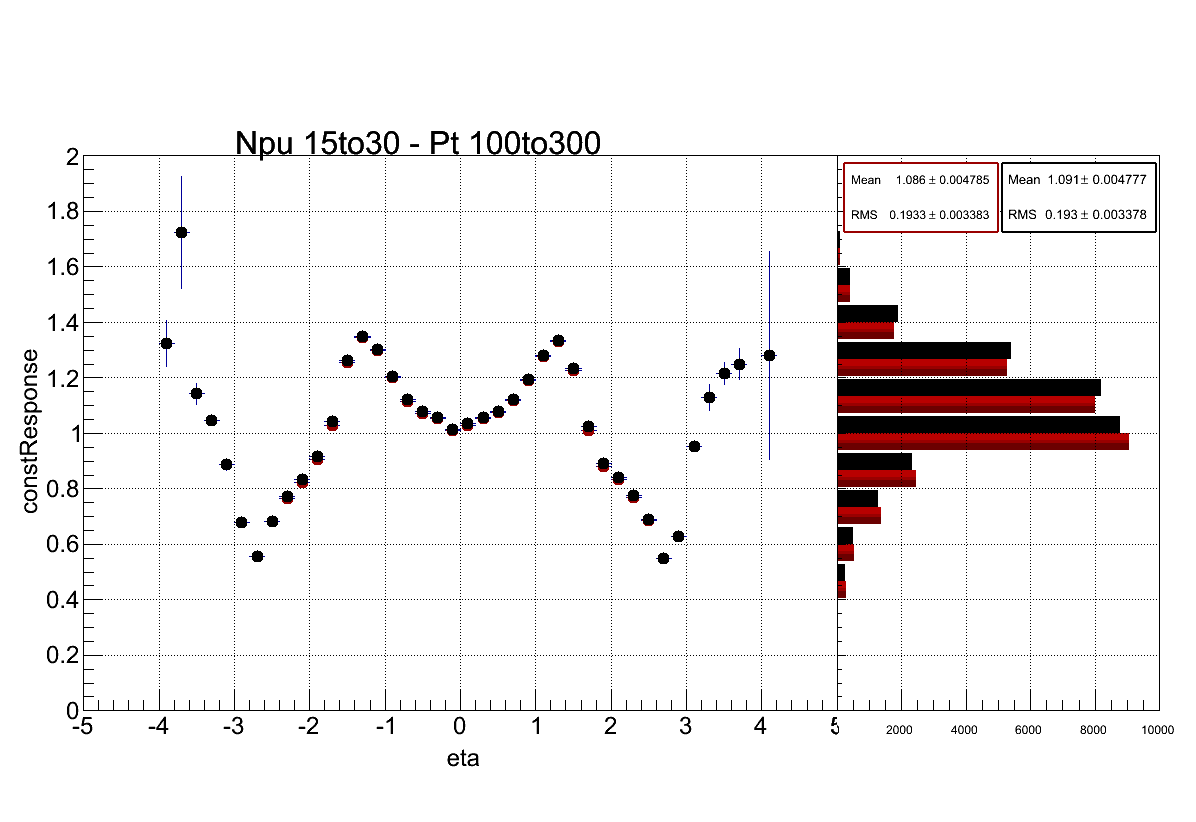 Npu 15to30 - Pt 100to300
constResponse
2
1.8
1.6
1.4
1.2
1
0.8
0.6
0.4
0.2
0
-5 -4 -3 -2 -1 0 1 2 3 4
eta
Mean 1.086 ± 0.004785
RMS 0.1933 ± 0.003383
Mean 1.091± 0.004777
RMS 0.193 ± 0.003378
2000 4000 6000 8000 10000